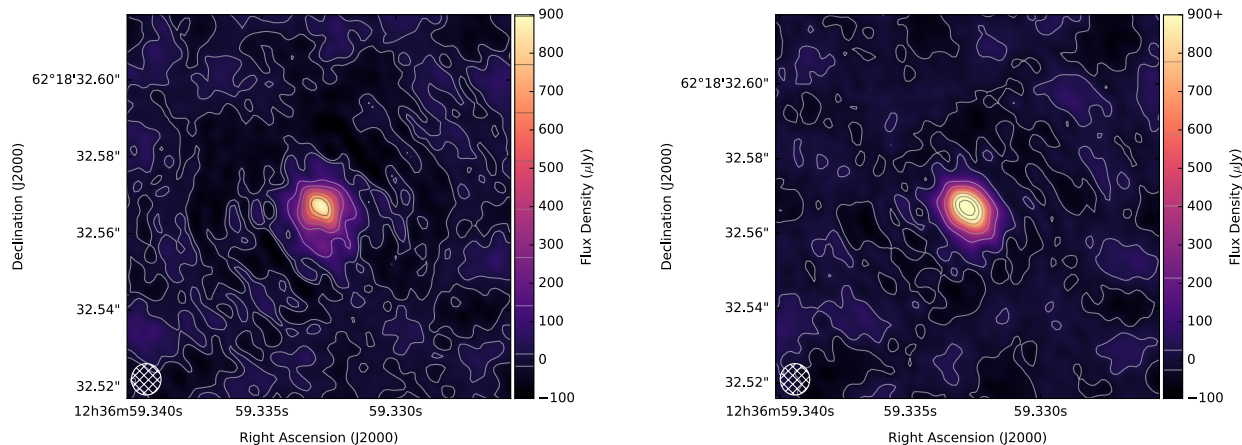 62°18'32.60"
32.58"
32.56"
32.54"
32.52"
Declination (J2000)
12h36m59.340s
59.335s
59.330s
Right Ascension (J2000)
900
800
700
600
500
400
300
200
100
0
−100
Flux Density (μJy)
62°18'32.60"
32.58"
32.56"
32.54"
32.52"
Declination (J2000)
12h36m59.340s
59.335s
59.330s
Right Ascension (J2000)
900+
800
700
600
500
400
300
200
100
0
−100
Flux Density (μJy)